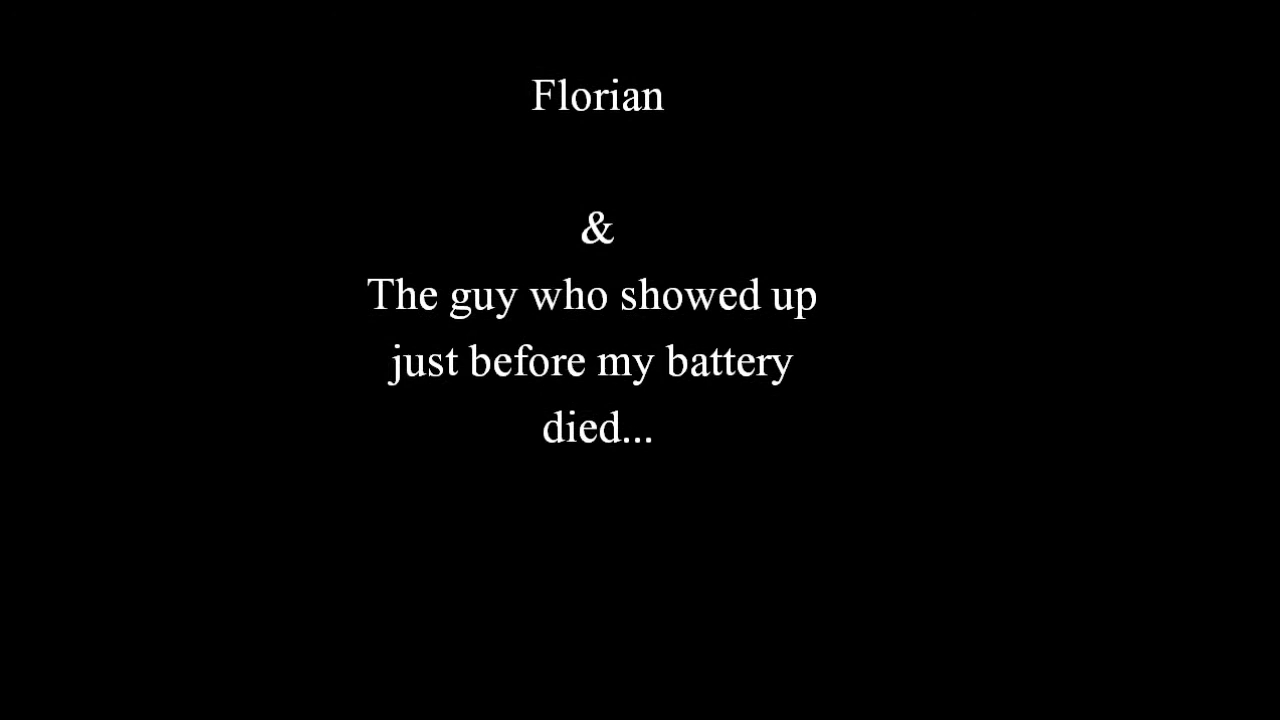 Florian
&
The guy who showed up
just before my battery
died...